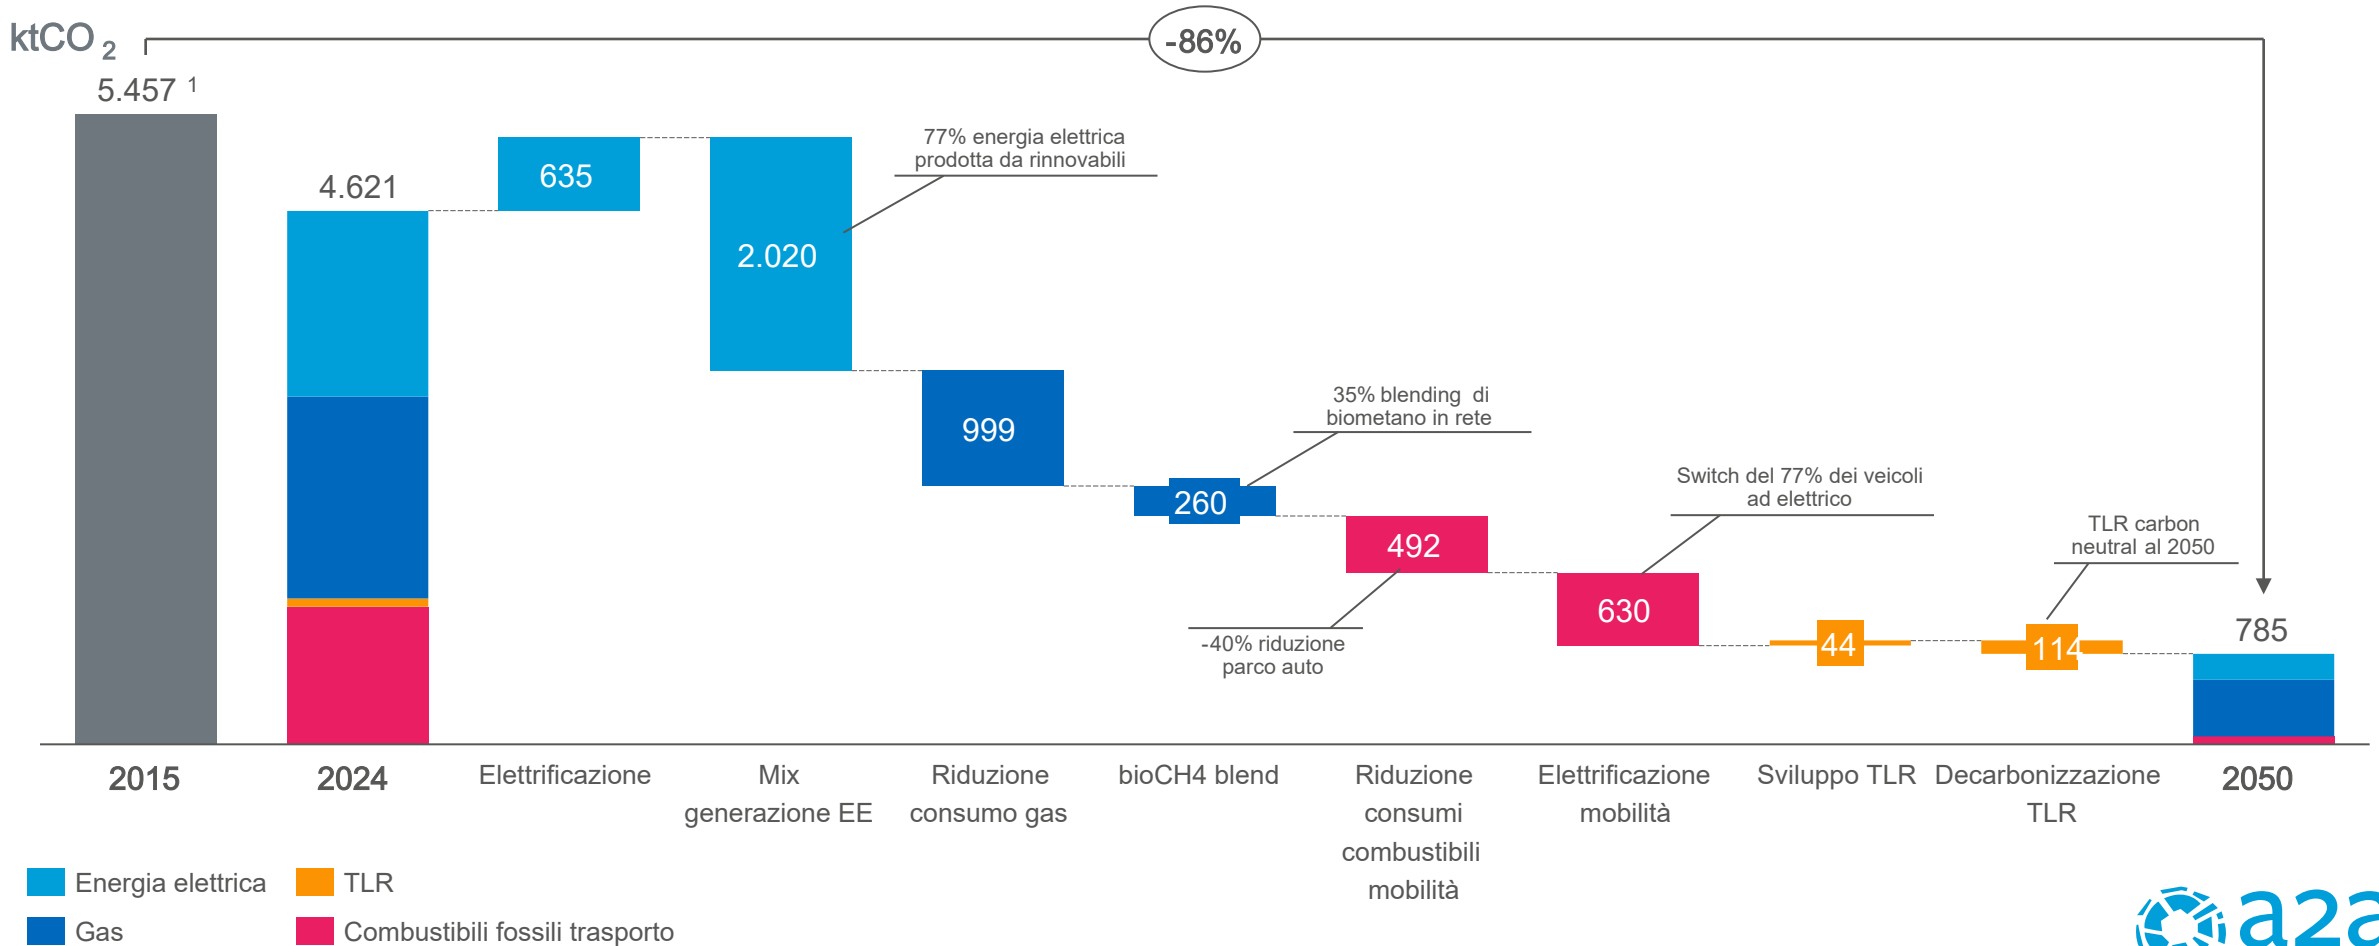 ktCO 2
-86%
5.457 1
4.621
635
2.020
77% energia elettrica
prodotta da rinnovabili
999
260
35% blending di
biometano in rete
492
-40% riduzione
parco auto
630
Switch del 77% dei veicoli
ad elettrico
44
114
TLR carbon
neutral al 2050
785
2015
2024
Elettrificazione
Mix
generazione EE
Riduzione
consumo gas
bioCH4 blend
Riduzione
consumi
combustibili
mobilità
Elettrificazione
mobilità
Sviluppo TLR
Decarbonizzazione
TLR
2050
Energia elettrica
TLR
Gas
Combustibili fossili trasporto
a2a